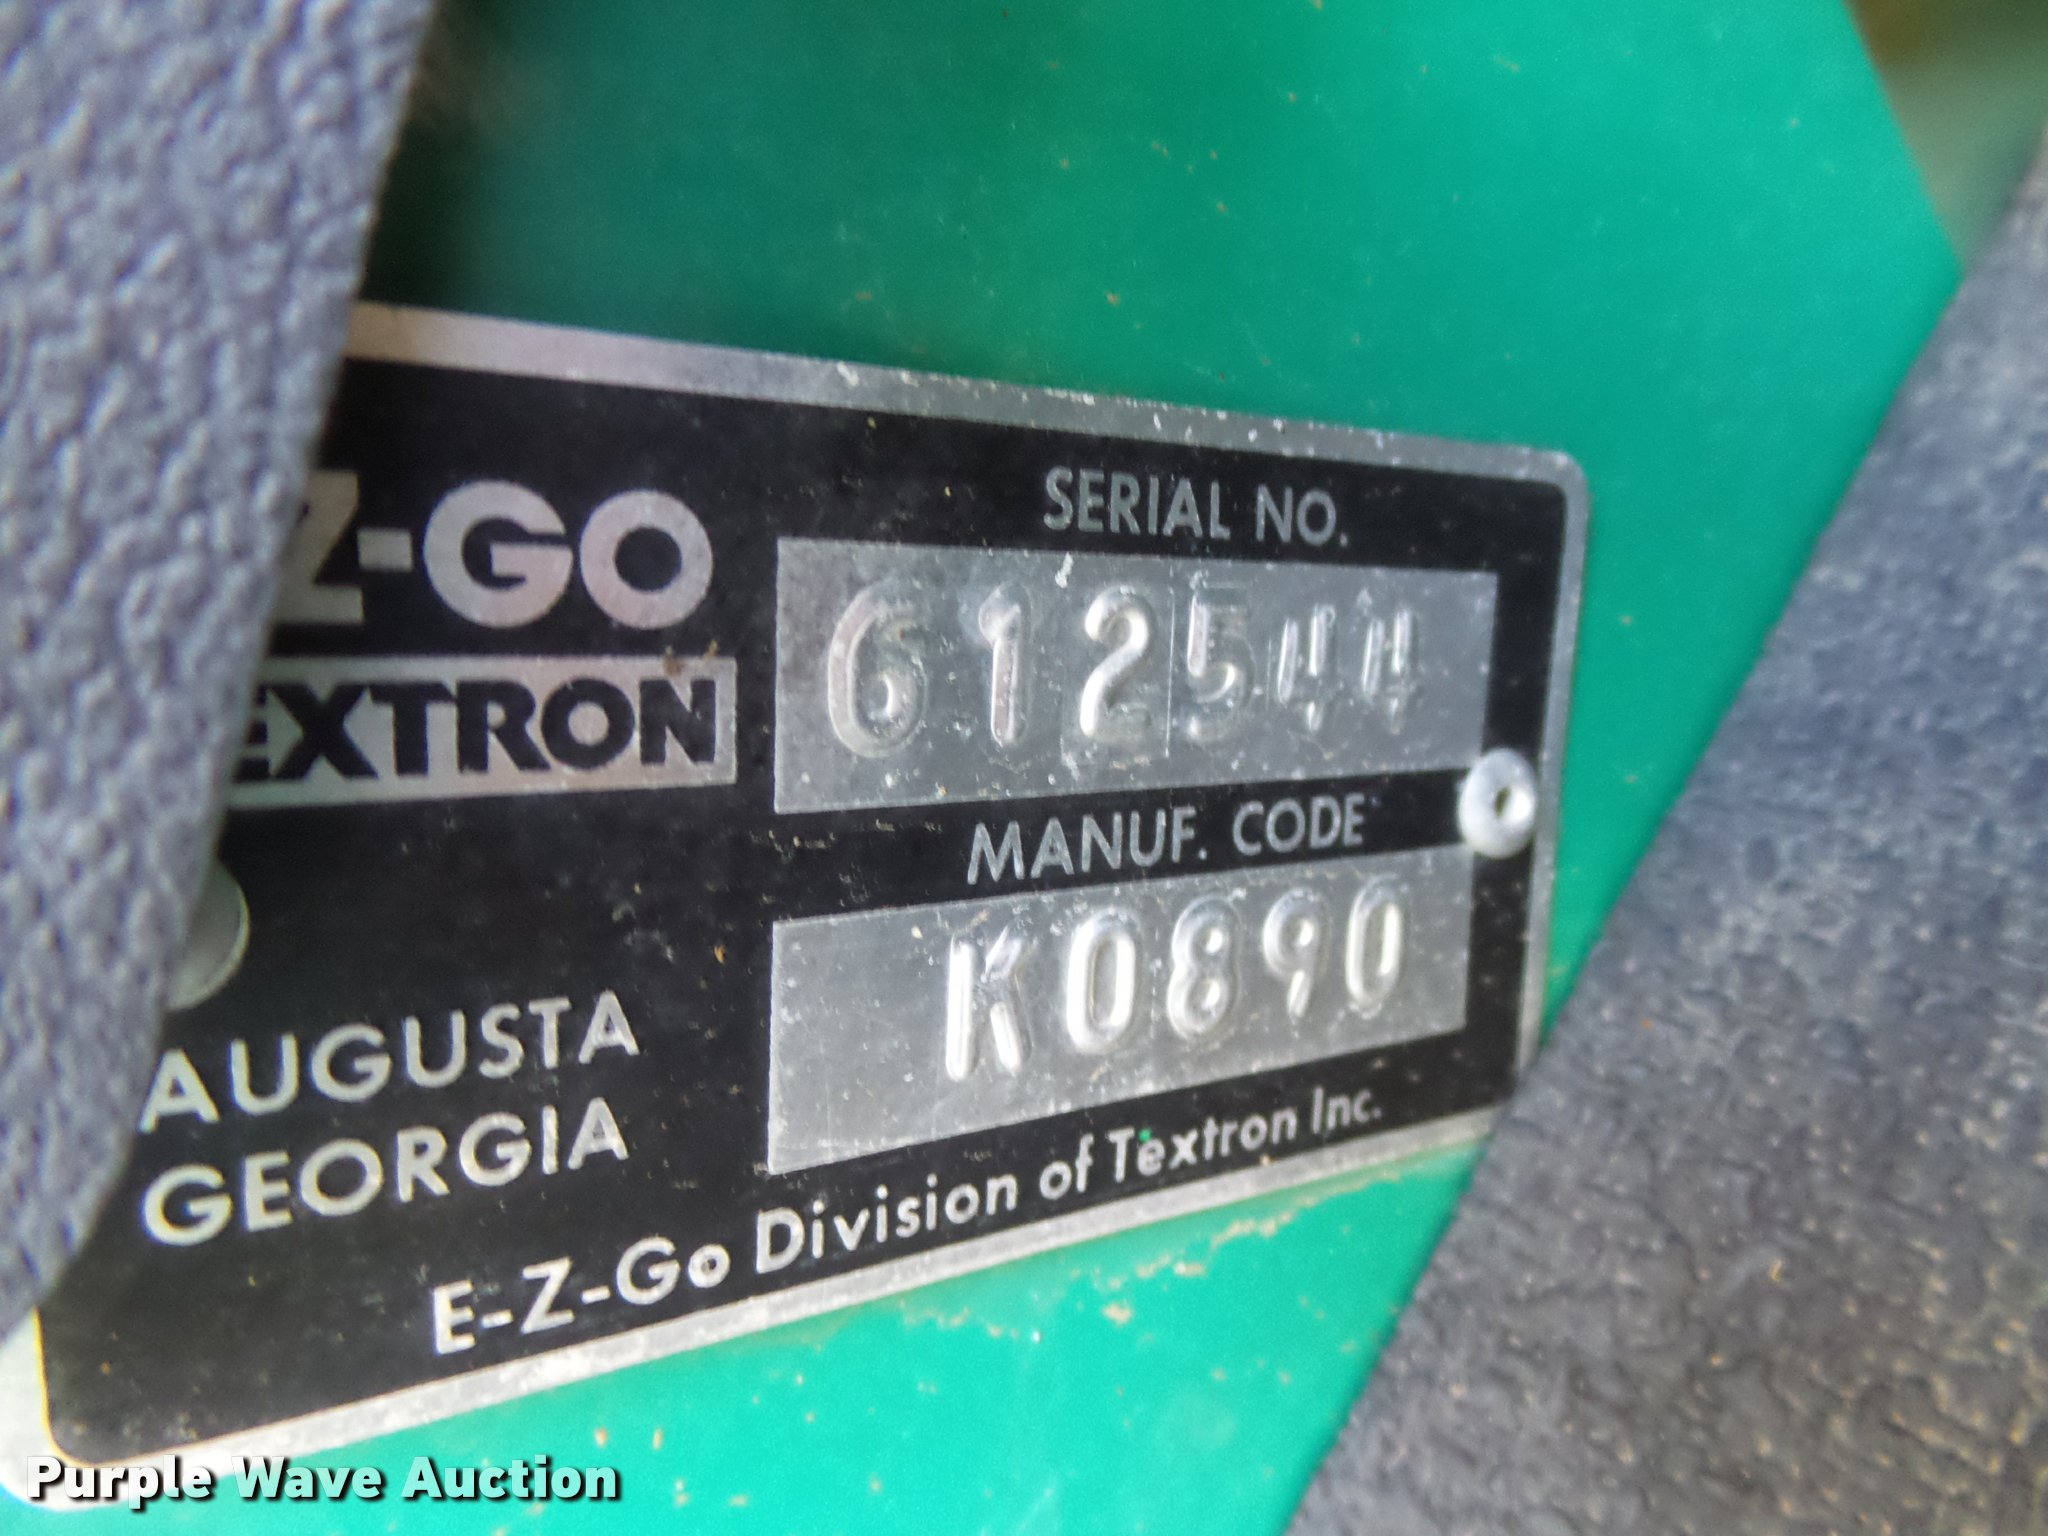 Z-GO
EXTRON
SERIAL NO.
612544
MANUF. CODE
K0890
AUGUSTA
GEORGIA
E-Z-Go Division of Textron Inc.
Purple Wave Auction